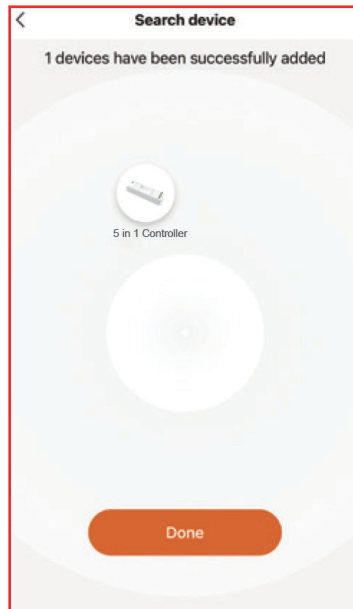 Search device
1 devices have been successfully added
5 in 1 Controller
Done